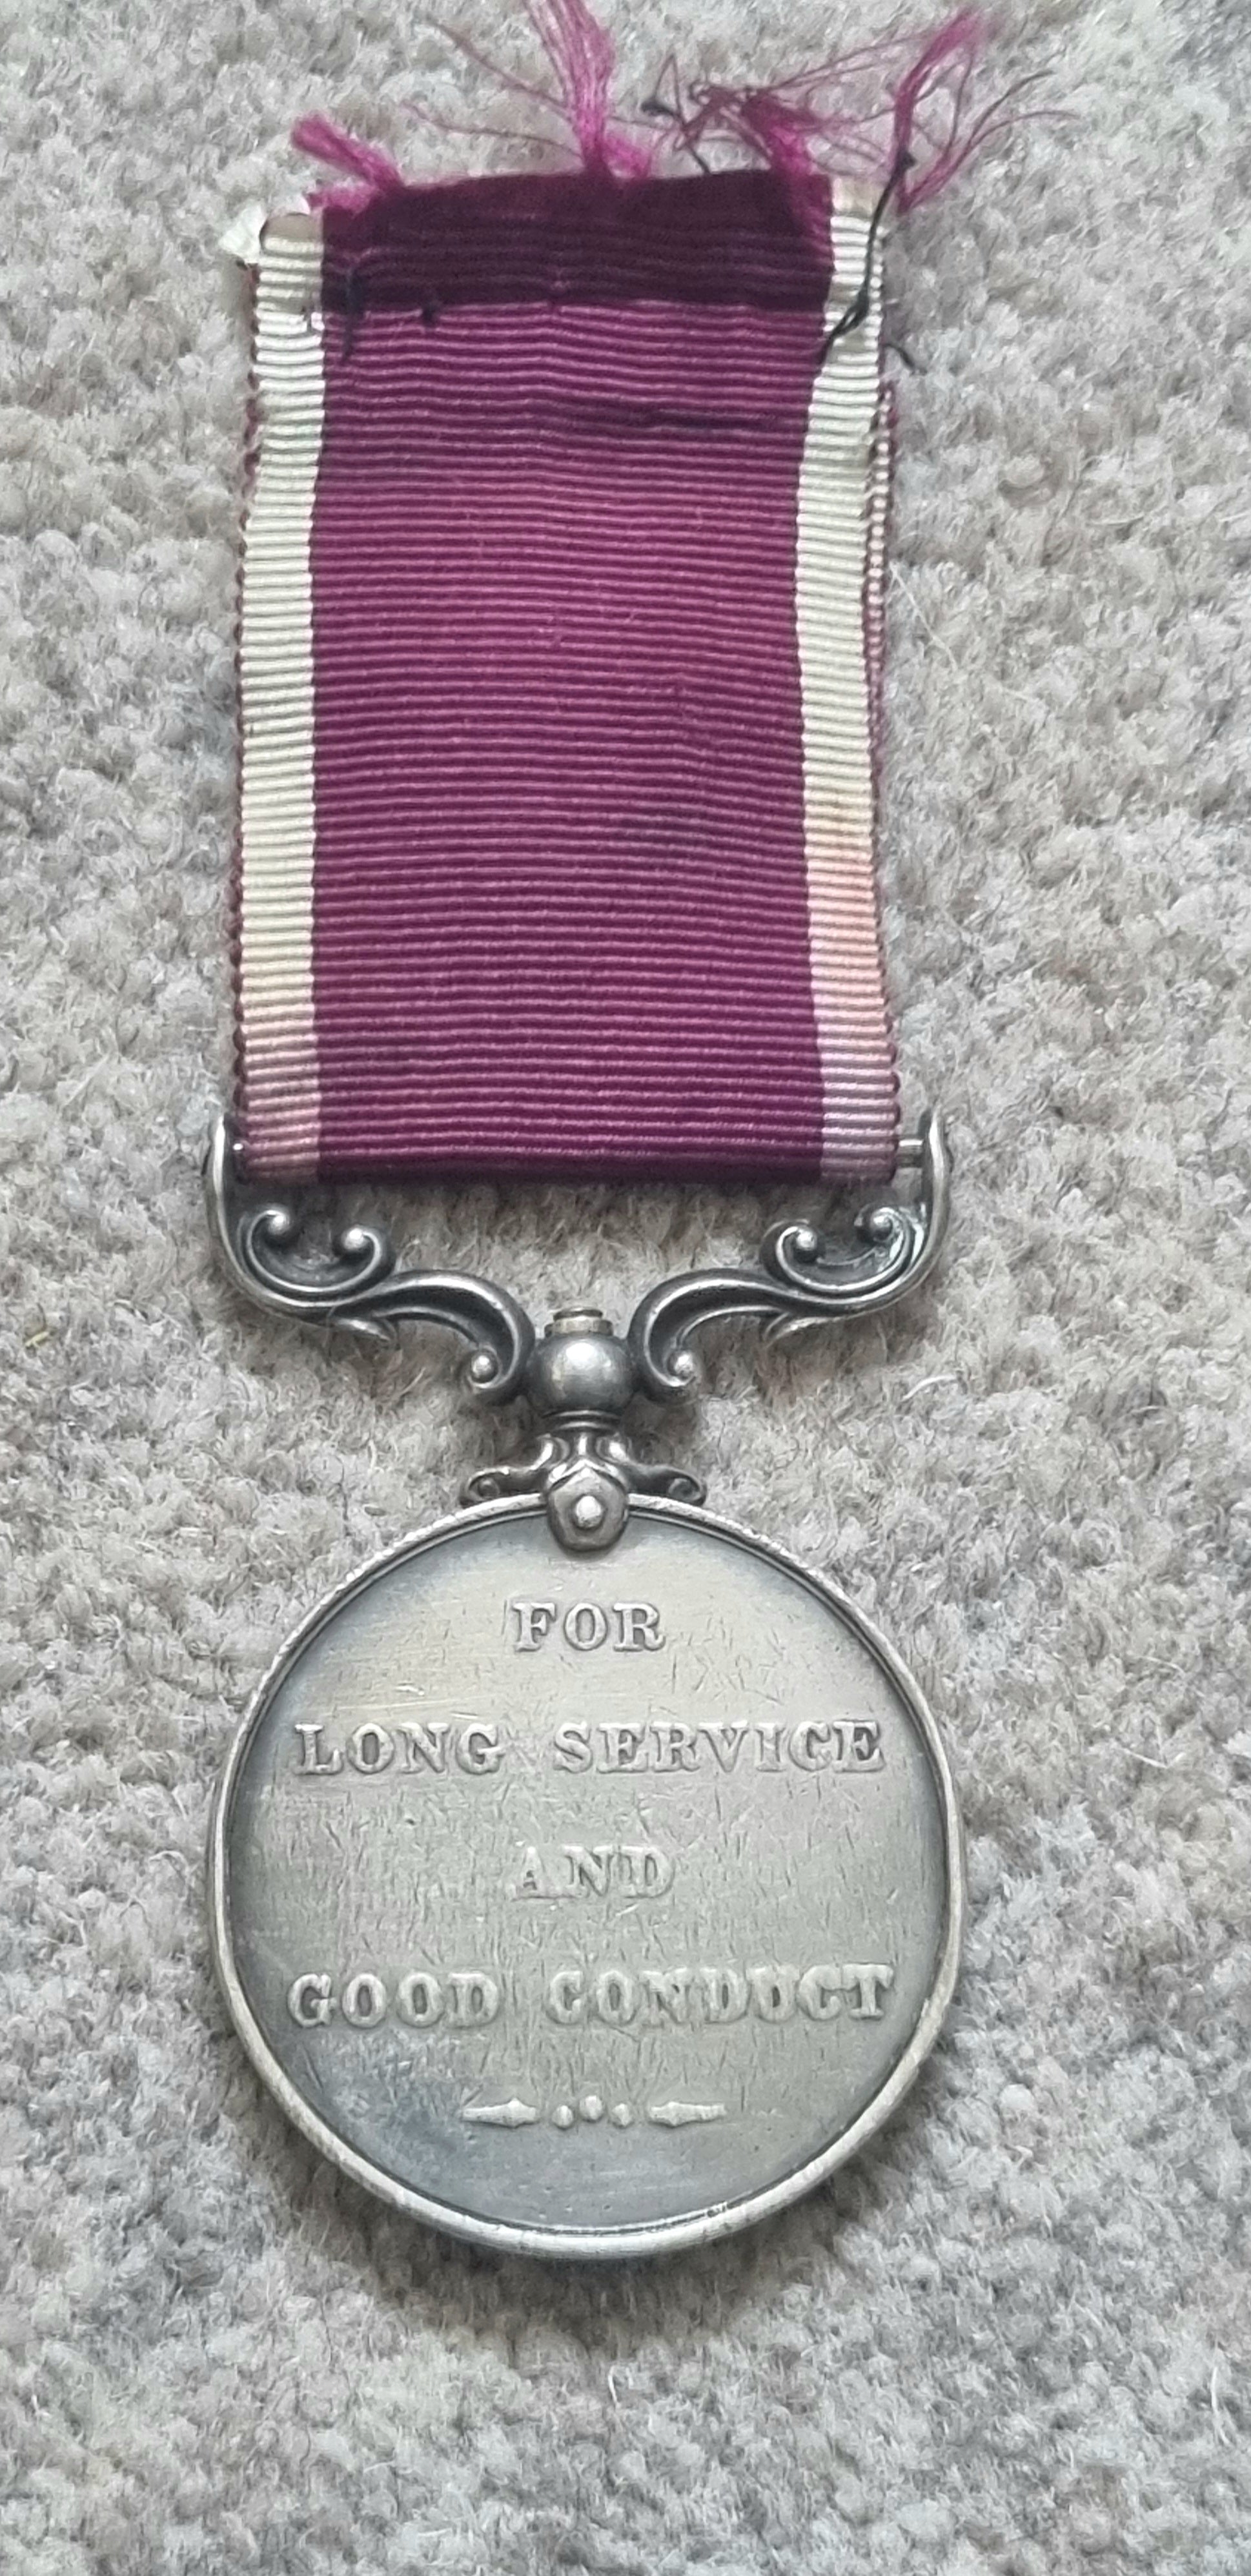 FOR
LONG SERVICE
AND
GOOD CONDUCT